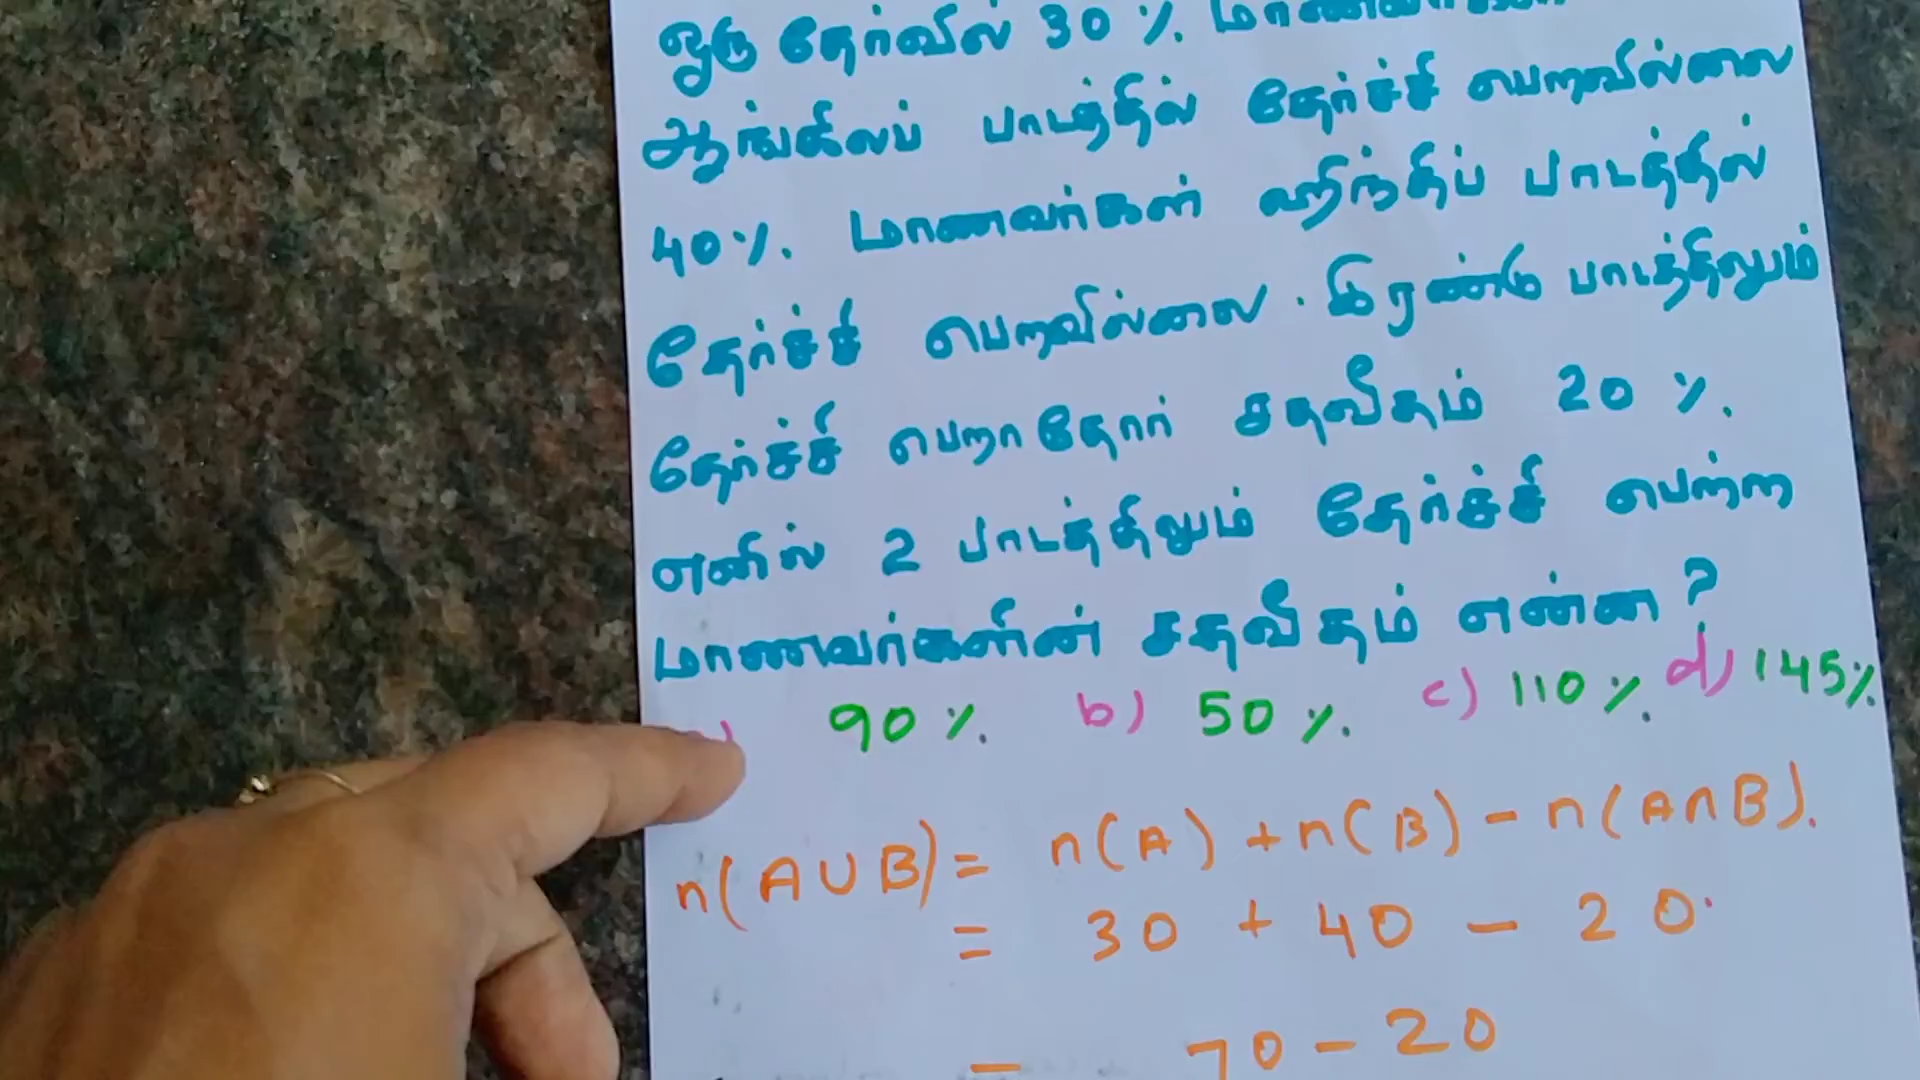 ஒரு தேர்வில் 30 %. மாணவர்கள்
ஆங்கிலப் பாடத்தில் தேர்ச்சி பெறவில்லை
40%. மாணவர்கள் ஹிந்திப் பாடத்தில்
தேர்ச்சி பெறவில்லை. இரண்டு பாடத்திலும்
தேர்ச்சி பெறாதோர் சதவீதம் 20 %.
எனில் 2 பாடத்திலும் தேர்ச்சி பெற்ற
மாணவர்களின் சதவீதம் என்ன ?
90 %. b) 50 %. c) 110 %. d) 145%.
n(A∪B) = n(A) + n(B) - n(A∩B).
= 30 + 40 - 20.
= 70 - 20